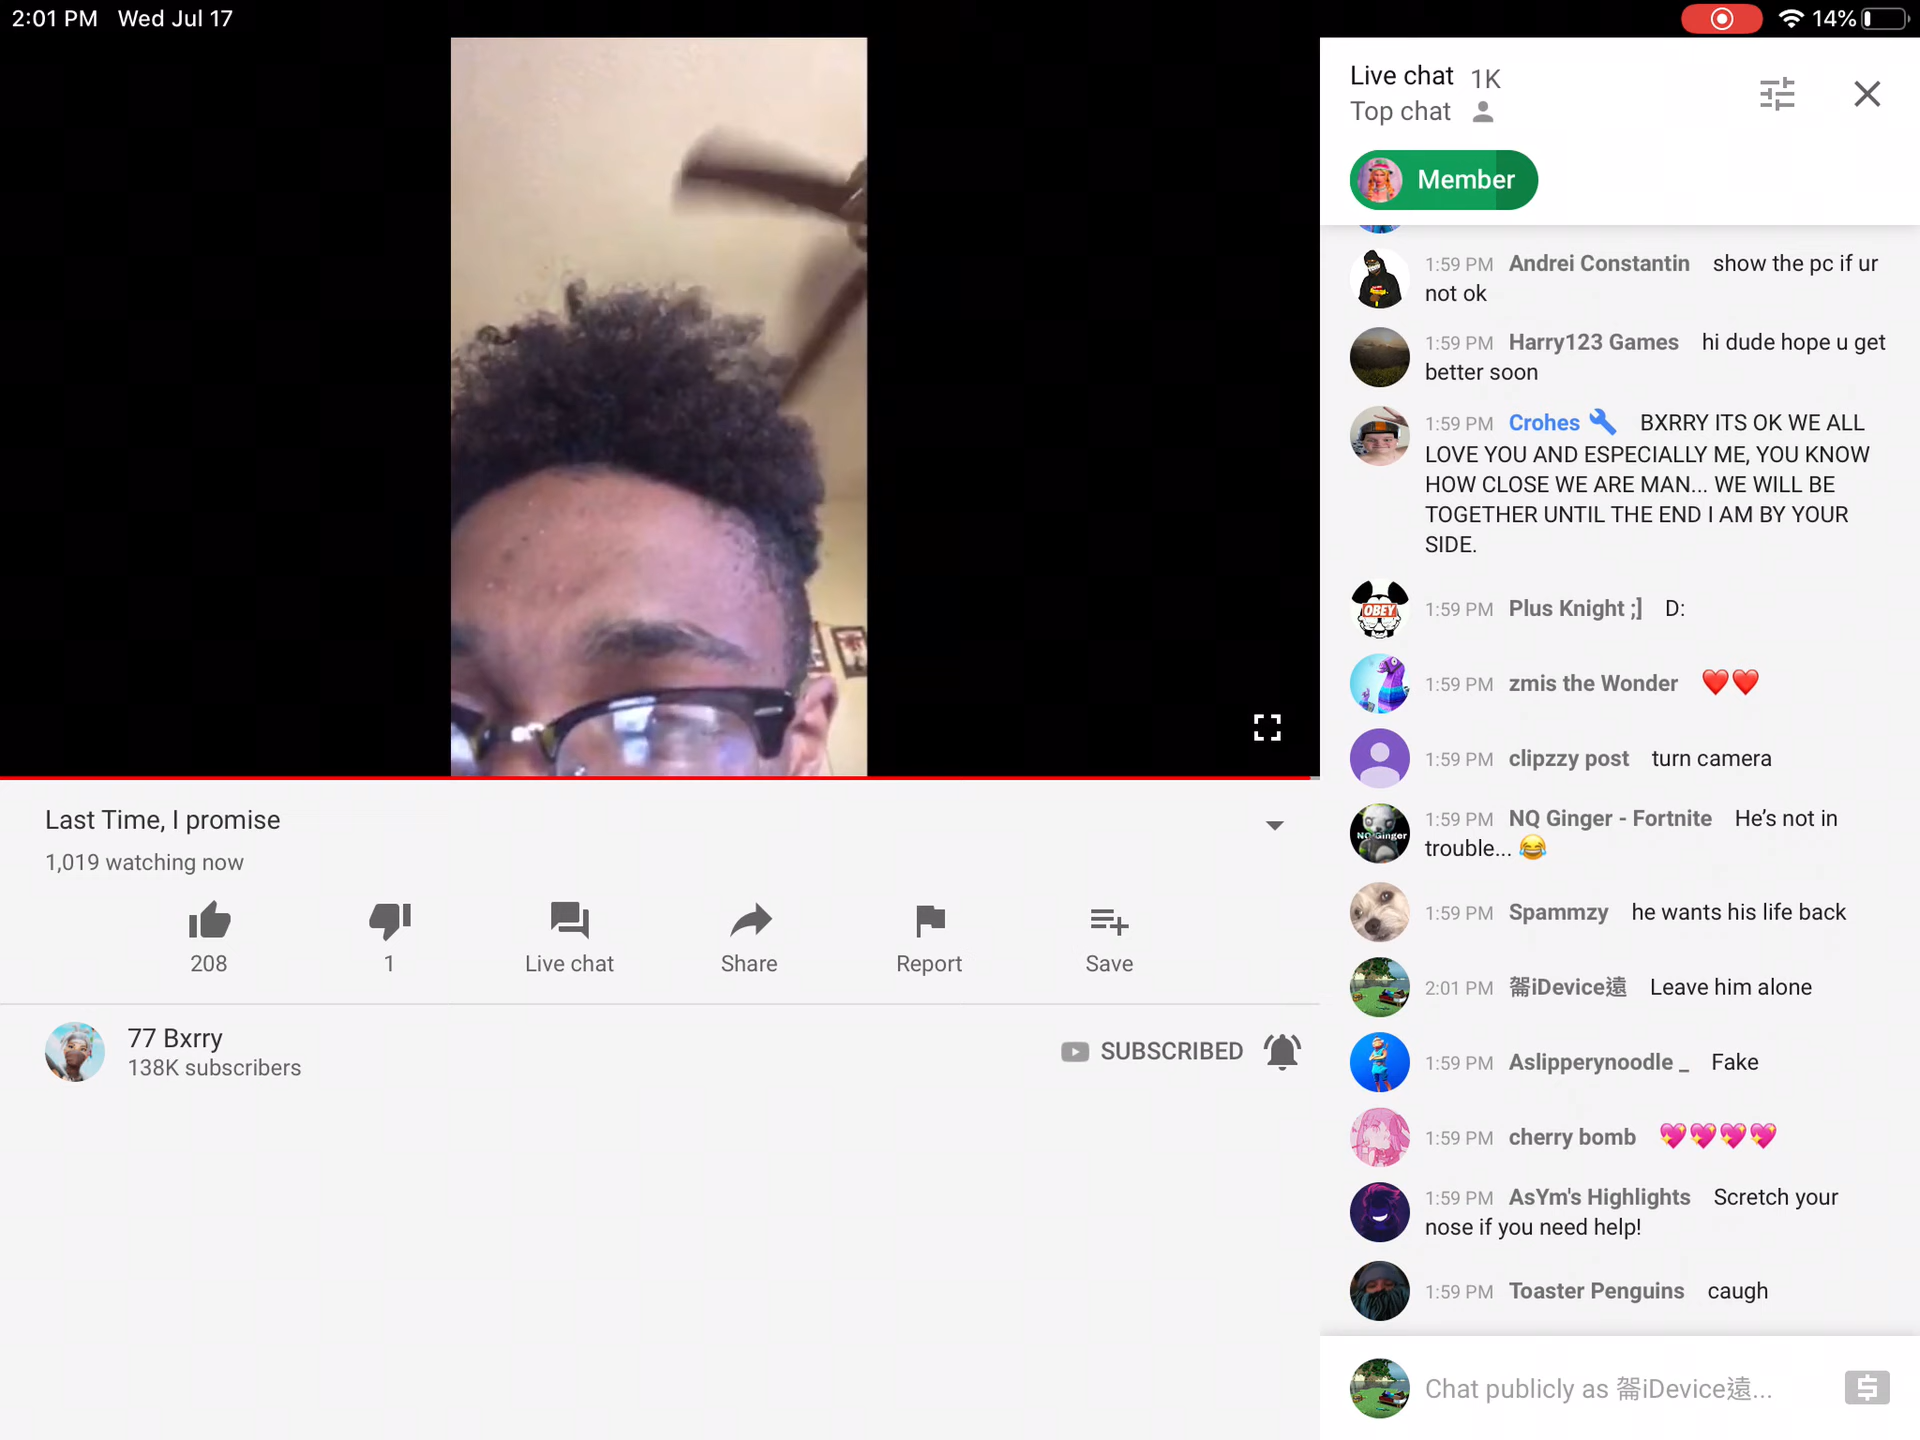 2:01 PM Wed Jul 17
14%
Live chat 1K
Top chat
Member
1:59 PM Andrei Constantin show the pc if ur
not ok
1:59 PM Harry123 Games hi dude hope u get
better soon
1:59 PM Crohes BXRRY ITS OK WE ALL
LOVE YOU AND ESPECIALLY ME, YOU KNOW
HOW CLOSE WE ARE MAN... WE WILL BE
TOGETHER UNTIL THE END I AM BY YOUR
SIDE.
OBEY
1:59 PM Plus Knight ;] D:
1:59 PM zmis the Wonder ❤️❤️
1:59 PM clipzzy post turn camera
NQ Ginger
1:59 PM NQ Ginger - Fortnite He’s not in
trouble... 😂
1:59 PM Spammzy he wants his life back
2:01 PM iDevice遠 Leave him alone
1:59 PM Aslipperynoodle _ Fake
1:59 PM cherry bomb 💖💖💖💖
1:59 PM AsYm's Highlights Scretch your
nose if you need help!
1:59 PM Toaster Penguins caugh
Chat publicly as iDevice遠...
Last Time, I promise
1,019 watching now
208 1 Live chat Share Report Save
77 Bxrry
138K subscribers
SUBSCRIBED